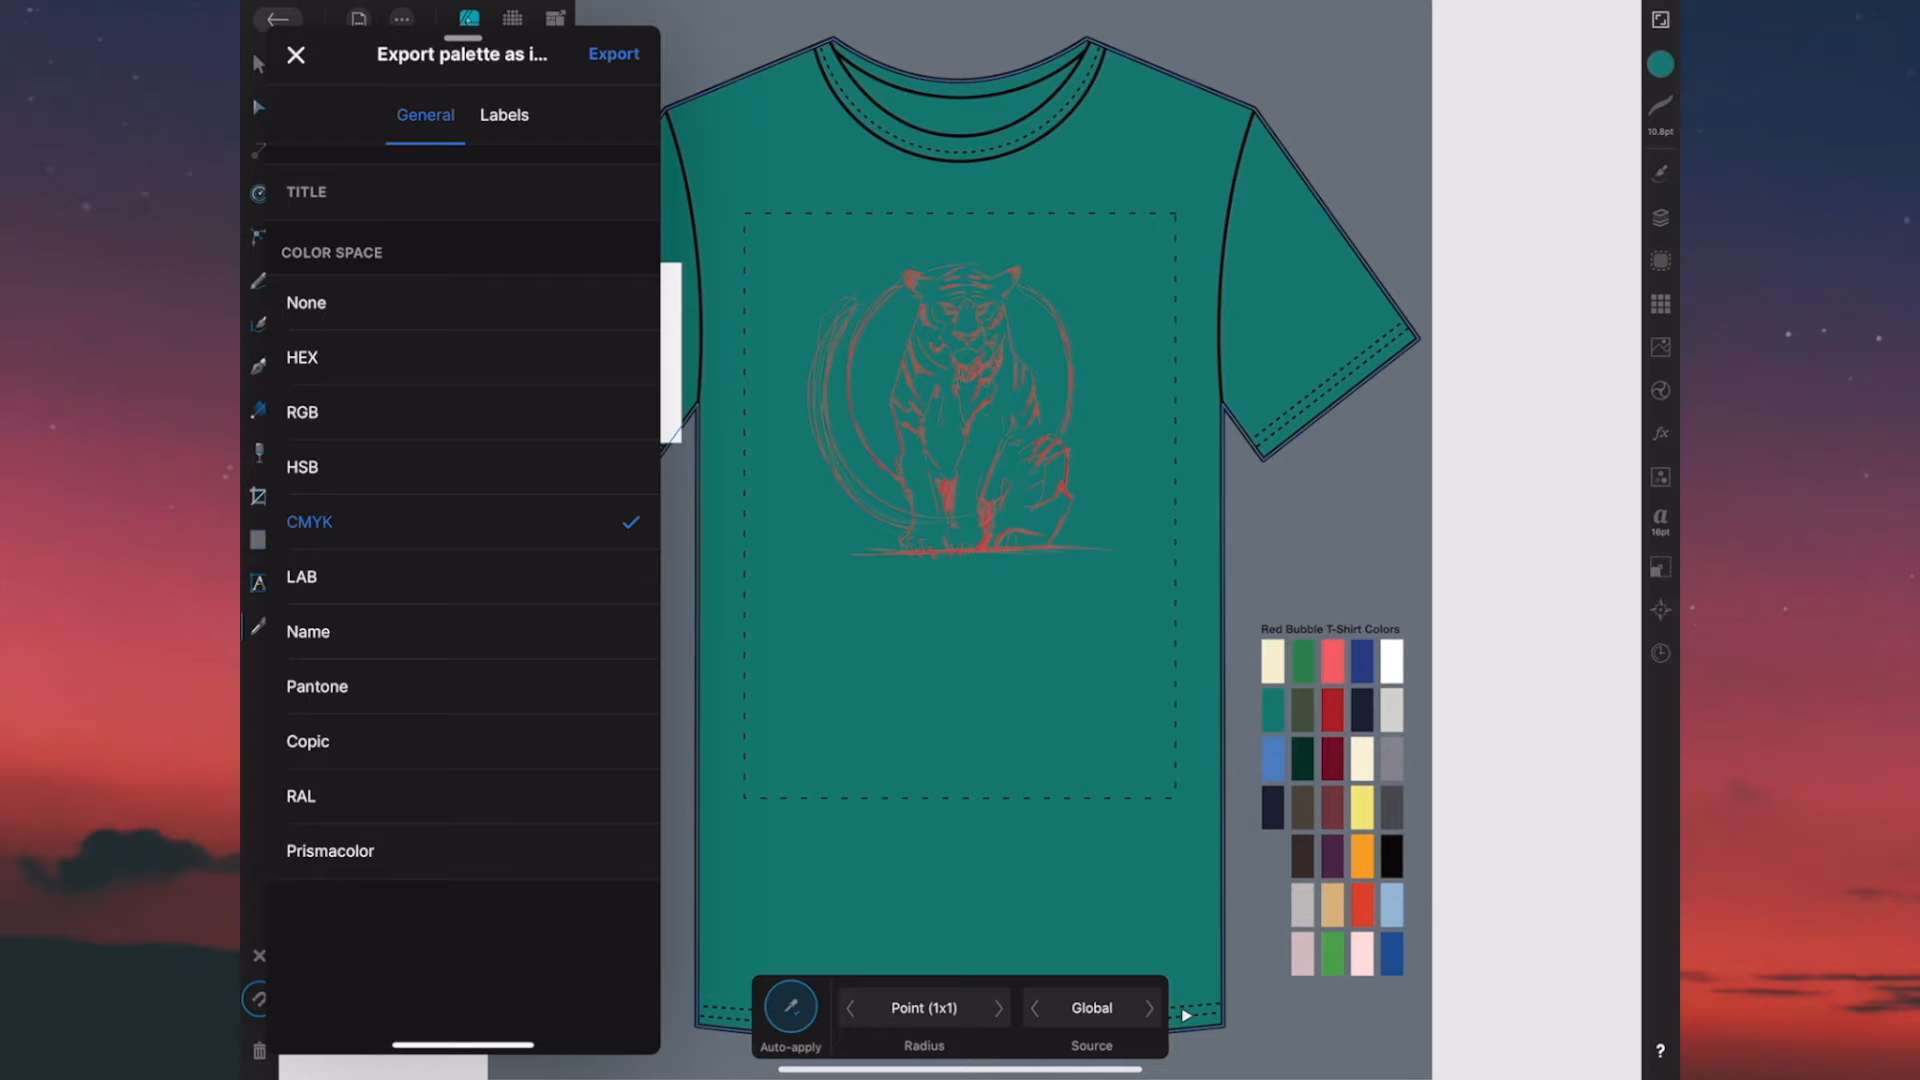 Export palette as i...
Export
General
Labels
TITLE
COLOR SPACE
None
HEX
RGB
HSB
CMYK
LAB
Name
Pantone
Copic
RAL
Prismacolor
Red Bubble T-Shirt Colors
Auto-apply
Point (1x1)
Radius
Global
Source
10.8pt
fx
a
16pt
?
A